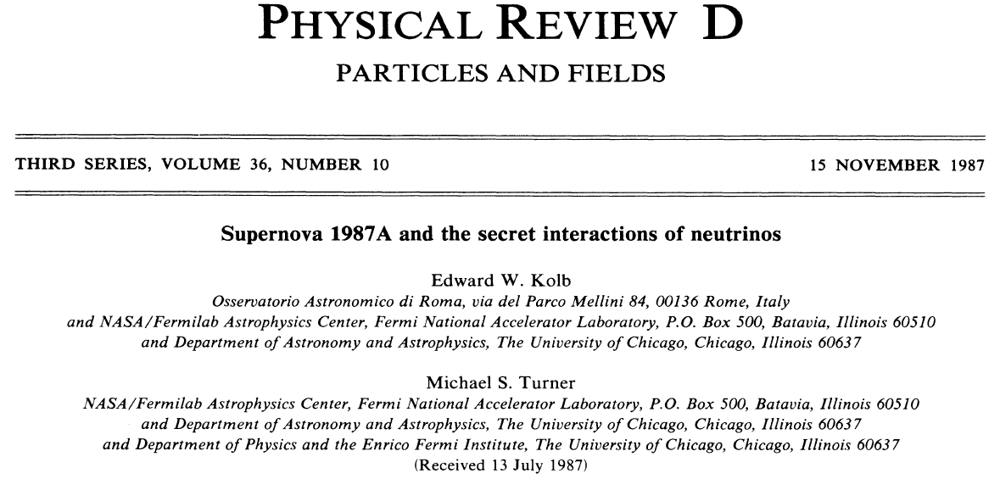 PHYSICAL REVIEW D
PARTICLES AND FIELDS
THIRD SERIES, VOLUME 36, NUMBER 10
15 NOVEMBER 1987
Supernova 1987A and the secret interactions of neutrinos
Edward W. Kolb
Osservatorio Astronomico di Roma, via del Parco Mellini 84, 00136 Rome, Italy
and NASA/Fermilab Astrophysics Center, Fermi National Accelerator Laboratory, P.O. Box 500, Batavia, Illinois 60510
and Department of Astronomy and Astrophysics, The University of Chicago, Chicago, Illinois 60637
Michael S. Turner
NASA/Fermilab Astrophysics Center, Fermi National Accelerator Laboratory, P.O. Box 500, Batavia, Illinois 60510
and Department of Astronomy and Astrophysics, The University of Chicago, Chicago, Illinois 60637
and Department of Physics and the Enrico Fermi Institute, The University of Chicago, Chicago, Illinois 60637
(Received 13 July 1987)